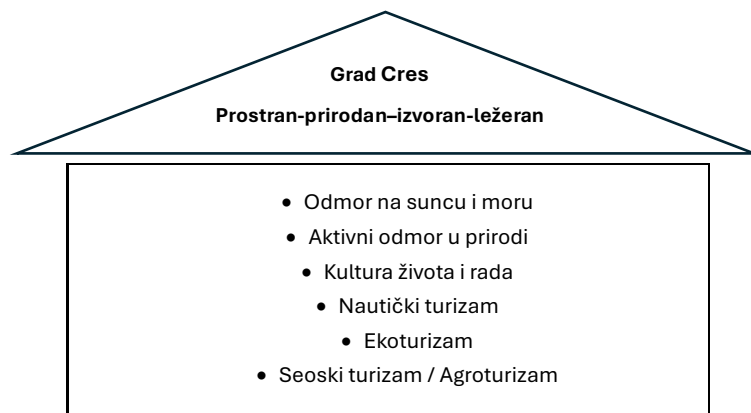 Grad Cres
Prostran-prirodan–izvoran-ležeran
• Odmor na suncu i moru
• Aktivni odmor u prirodi
• Kultura života i rada
• Nautički turizam
• Ekoturizam
• Seoski turizam / Agroturizam